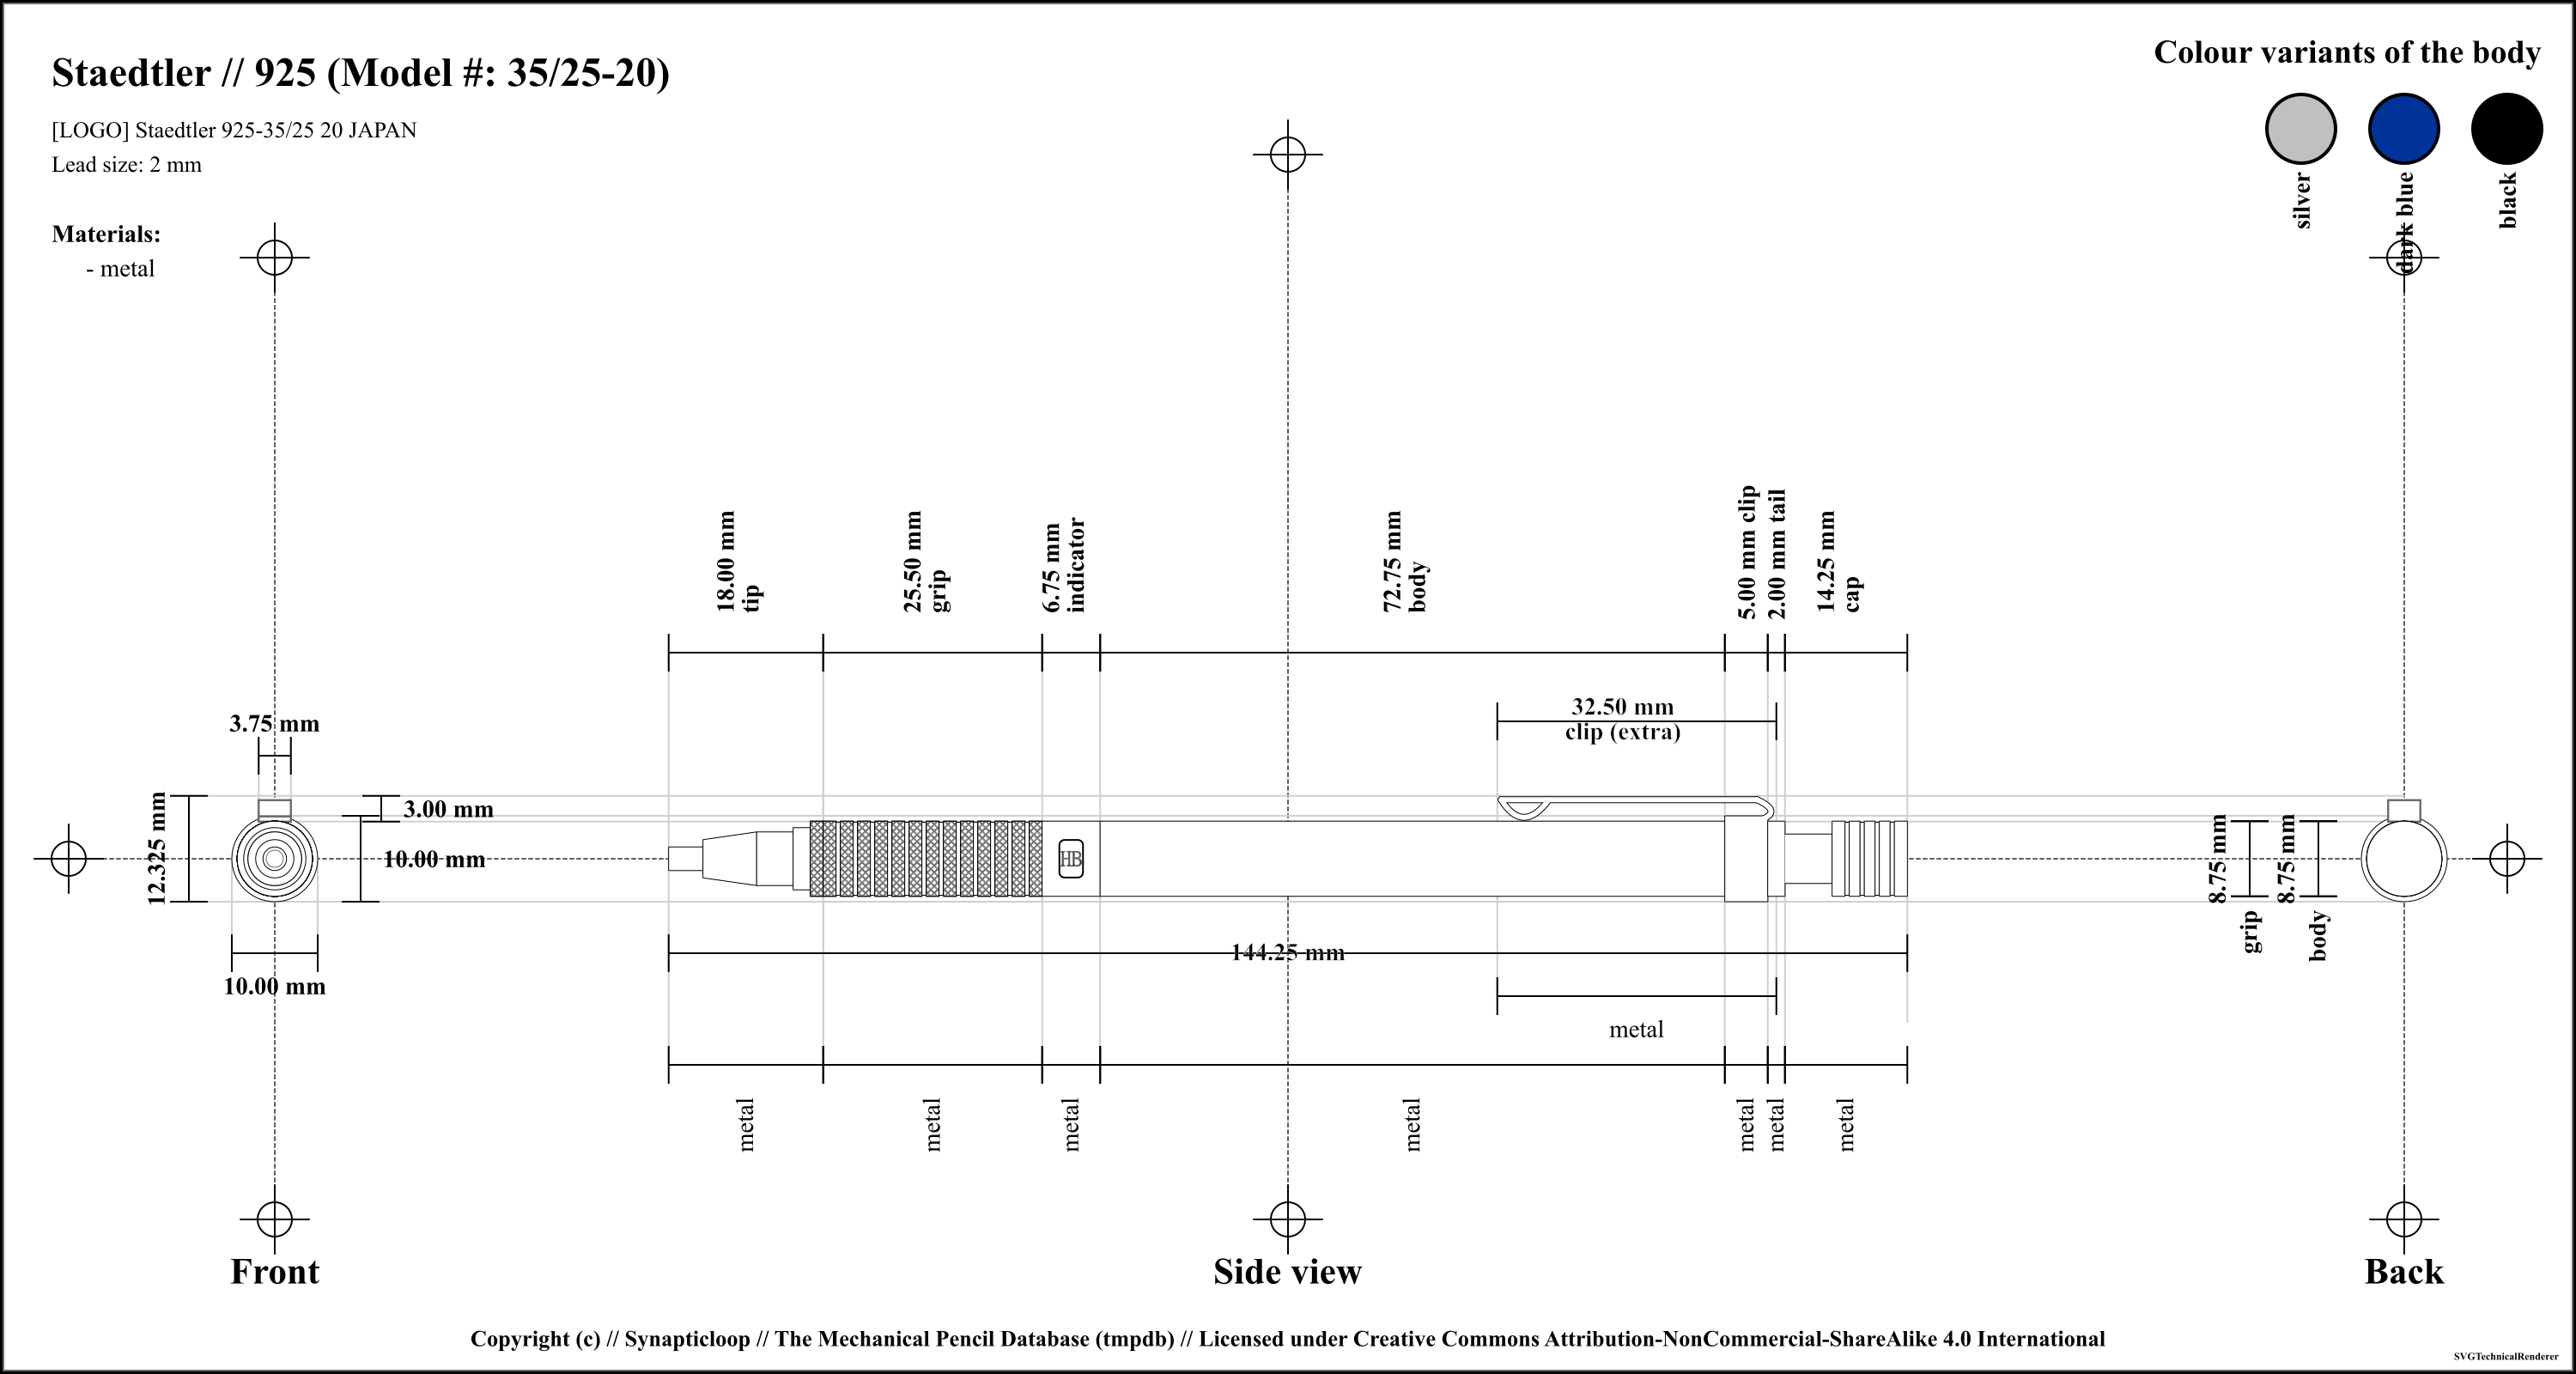 Staedtler // 925 (Model #: 35/25-20)
[LOGO] Staedtler 925-35/25 20 JAPAN
Lead size: 2 mm
Materials:
- metal
Colour variants of the body
silver
dark blue
black
18.00 mm
tip
25.50 mm
grip
6.75 mm
indicator
72.75 mm
body
5.00 mm clip
2.00 mm tail
14.25 mm
cap
32.50 mm
clip (extra)
3.75 mm
12.325 mm
3.00 mm
10.00 mm
10.00 mm
HB
8.75 mm
grip
8.75 mm
body
144.25 mm
metal
metal
metal
metal
metal
metal
metal
metal
Front
Side view
Back
Copyright (c) // Synapticloop // The Mechanical Pencil Database (tmpdb) // Licensed under Creative Commons Attribution-NonCommercial-ShareAlike 4.0 International
SVGTechnicalRenderer